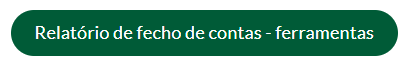 Relatório de fecho de contas - ferramentas